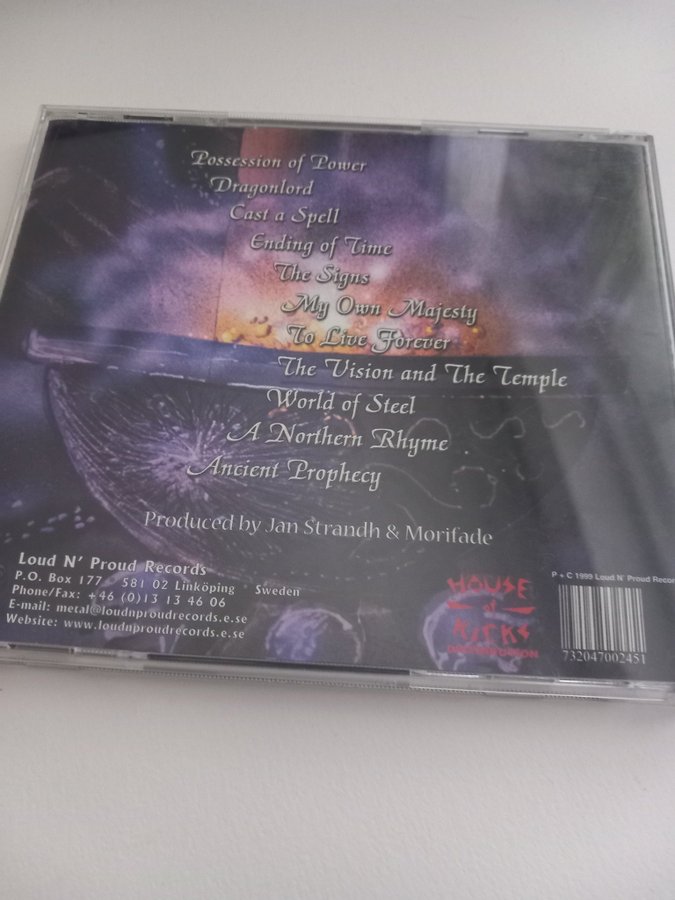 Possession of Power
Dragonlord
Cast a Spell
Ending of Time
The Signs
My Own Majesty
To Live Forever
The Vision and The Temple
World of Steel
A Northern Rhyme
Ancient Prophecy
Produced by Jan Strandh & Morifade
Loud N' Proud Records
P.O. Box 177 581 02 Linköping Sweden
Phone/Fax: +46 (0)13 13 46 06
E-mail: metal@loudnproudrecords.e.se
Website: www.loudnproudrecords.e.se
HOUSE
of
KICKS
DISTRIBUTION
P + C 1999 Loud N' Proud Recor
732047002451